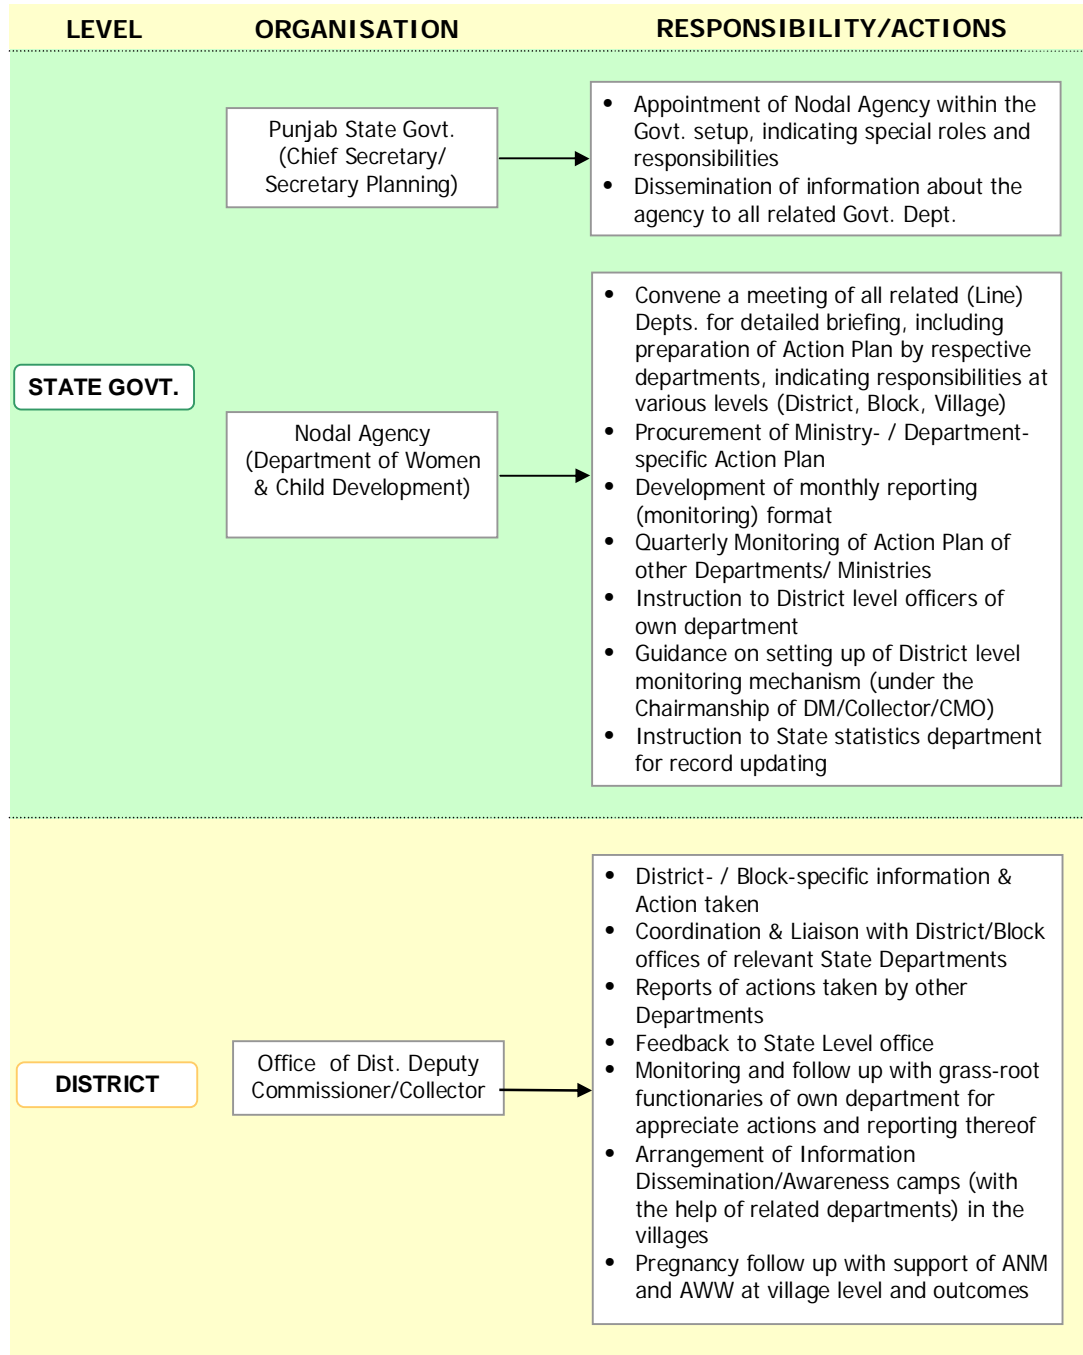 LEVEL ORGANISATION RESPONSIBILITY/ACTIONS
Punjab State Govt.
(Chief Secretary/
Secretary Planning)
• Appointment of Nodal Agency within the
Govt. setup, indicating special roles and
responsibilities
• Dissemination of information about the
agency to all related Govt. Dept.
STATE GOVT.
Nodal Agency
(Department of Women
& Child Development)
• Convene a meeting of all related (Line)
Depts. for detailed briefing, including
preparation of Action Plan by respective
departments, indicating responsibilities at
various levels (District, Block, Village)
• Procurement of Ministry- / Department-
specific Action Plan
• Development of monthly reporting
(monitoring) format
• Quarterly Monitoring of Action Plan of
other Departments/ Ministries
• Instruction to District level officers of
own department
• Guidance on setting up of District level
monitoring mechanism (under the
Chairmanship of DM/Collector/CMO)
• Instruction to State statistics department
for record updating
DISTRICT
Office of Dist. Deputy
Commissioner/Collector
• District- / Block-specific information &
Action taken
• Coordination & Liaison with District/Block
offices of relevant State Departments
• Reports of actions taken by other
Departments
• Feedback to State Level office
• Monitoring and follow up with grass-root
functionaries of own department for
appreciate actions and reporting thereof
• Arrangement of Information
Dissemination/Awareness camps (with
the help of related departments) in the
villages
• Pregnancy follow up with support of ANM
and AWW at village level and outcomes